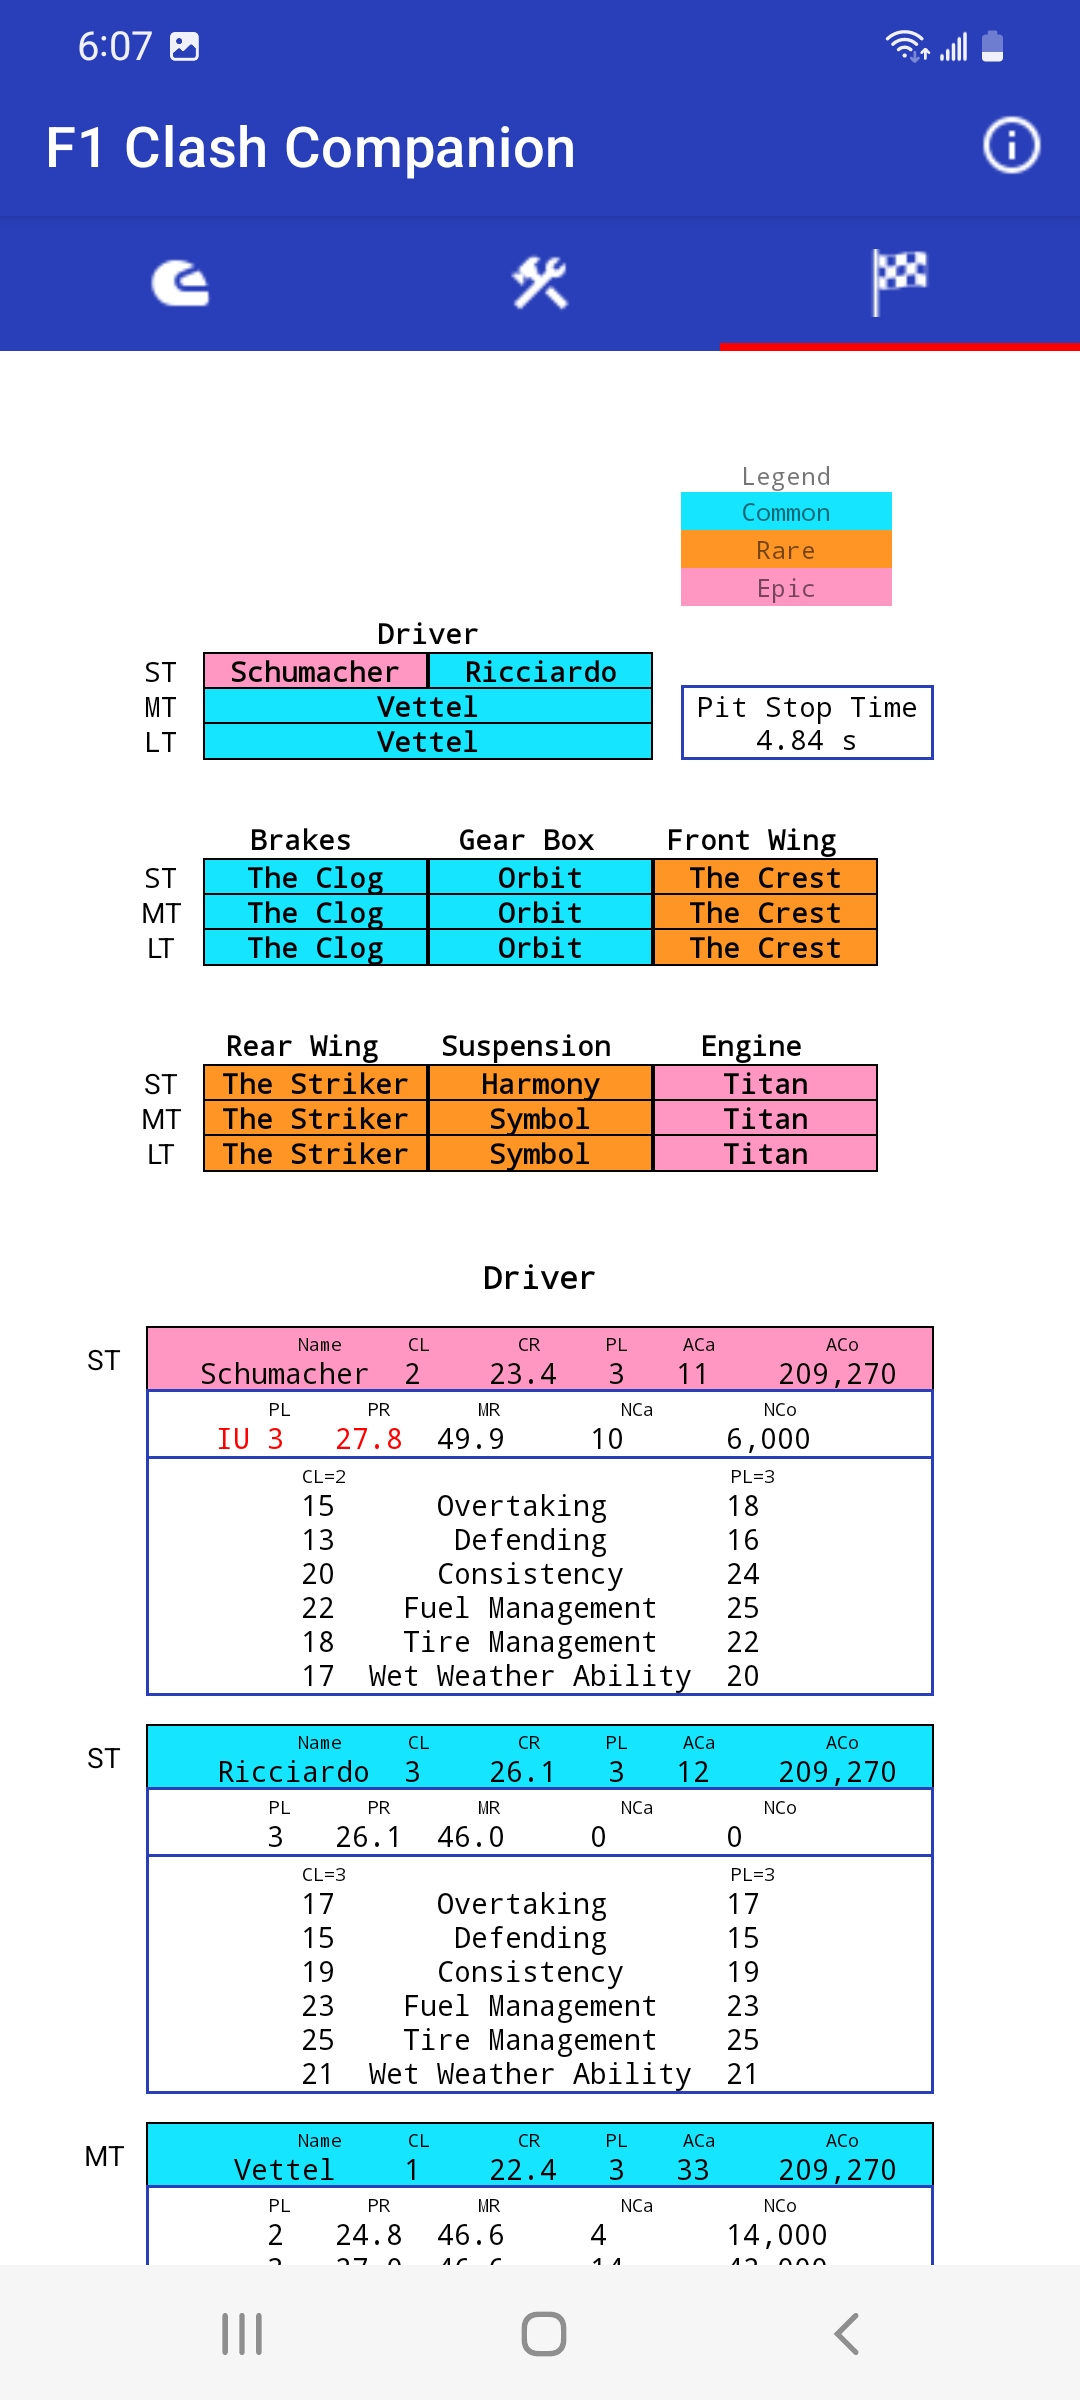 6:07
F1 Clash Companion
Legend
Common
Rare
Epic
Driver
ST Schumacher Ricciardo
MT Vettel
LT Vettel
Pit Stop Time
4.84 s
Brakes Gear Box Front Wing
ST The Clog Orbit The Crest
MT The Clog Orbit The Crest
LT The Clog Orbit The Crest
Rear Wing Suspension Engine
ST The Striker Harmony Titan
MT The Striker Symbol Titan
LT The Striker Symbol Titan
Driver
ST
Name CL CR PL ACa ACo
Schumacher 2 23.4 3 11 209,270
PL PR MR NCa NCo
IU 3 27.8 49.9 10 6,000
CL=2 PL=3
15 Overtaking 18
13 Defending 16
20 Consistency 24
22 Fuel Management 25
18 Tire Management 22
17 Wet Weather Ability 20
ST
Name CL CR PL ACa ACo
Ricciardo 3 26.1 3 12 209,270
PL PR MR NCa NCo
3 26.1 46.0 0 0
CL=3 PL=3
17 Overtaking 17
15 Defending 15
19 Consistency 19
23 Fuel Management 23
25 Tire Management 25
21 Wet Weather Ability 21
MT
Name CL CR PL ACa ACo
Vettel 1 22.4 3 33 209,270
PL PR MR NCa NCo
2 24.8 46.6 4 14,000